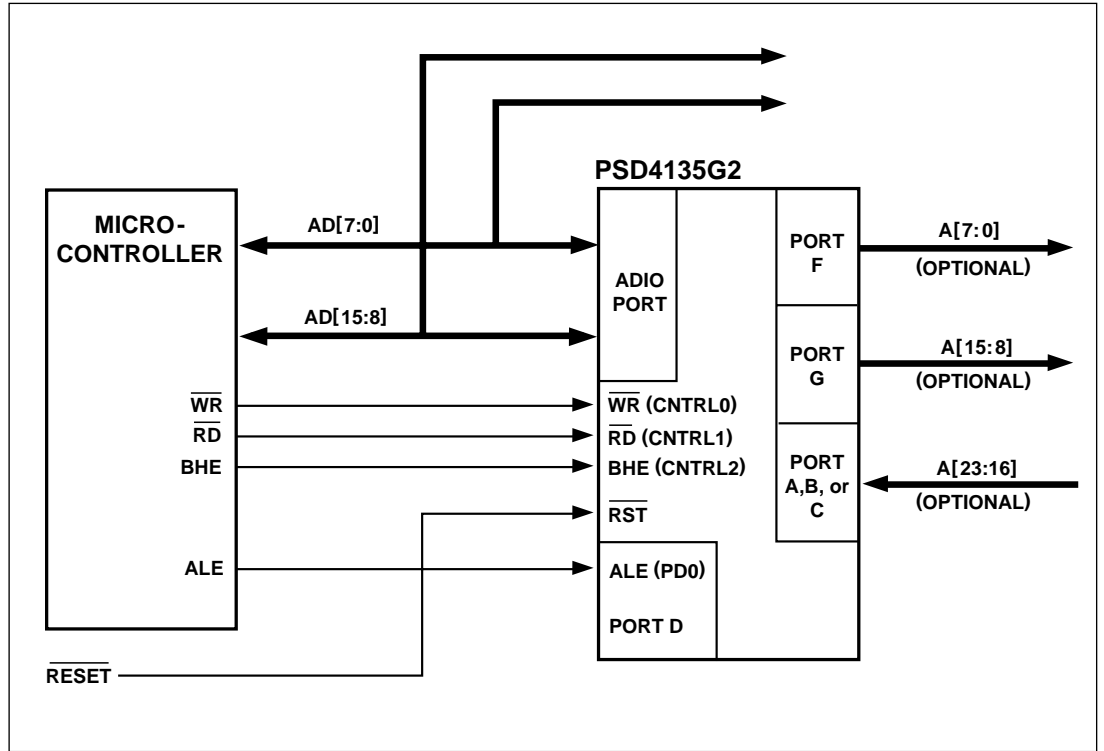 PSD4135G2
MICRO-
CONTROLLER
AD[7:0]
AD[15:8]
WR
RD
BHE
ALE
RESET
ADIO
PORT
WR (CNTRL0)
RD (CNTRL1)
BHE (CNTRL2)
RST
ALE (PD0)
PORT D
PORT
F
PORT
G
PORT
A,B, or
C
A[7:0]
(OPTIONAL)
A[15:8]
(OPTIONAL)
A[23:16]
(OPTIONAL)